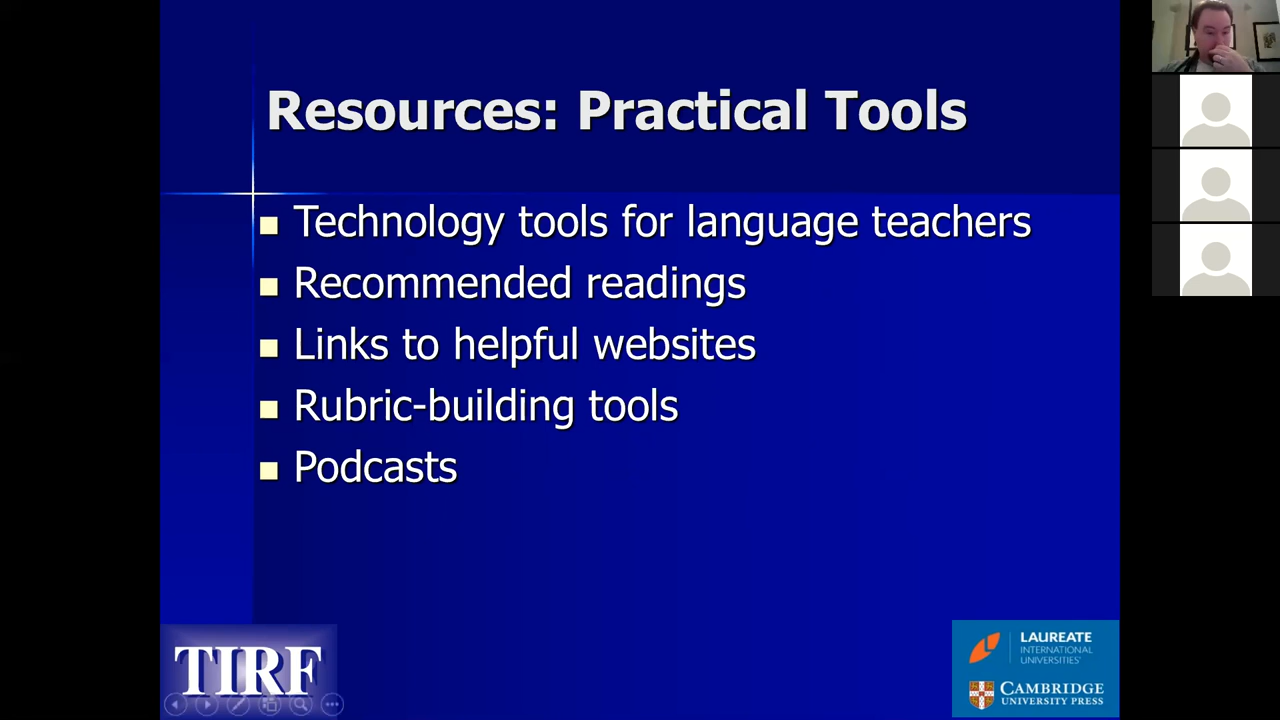 Resources: Practical Tools
Technology tools for language teachers
Recommended readings
Links to helpful websites
Rubric-building tools
Podcasts
TIRF
LAUREATE
INTERNATIONAL
UNIVERSITIES
CAMBRIDGE
UNIVERSITY PRESS